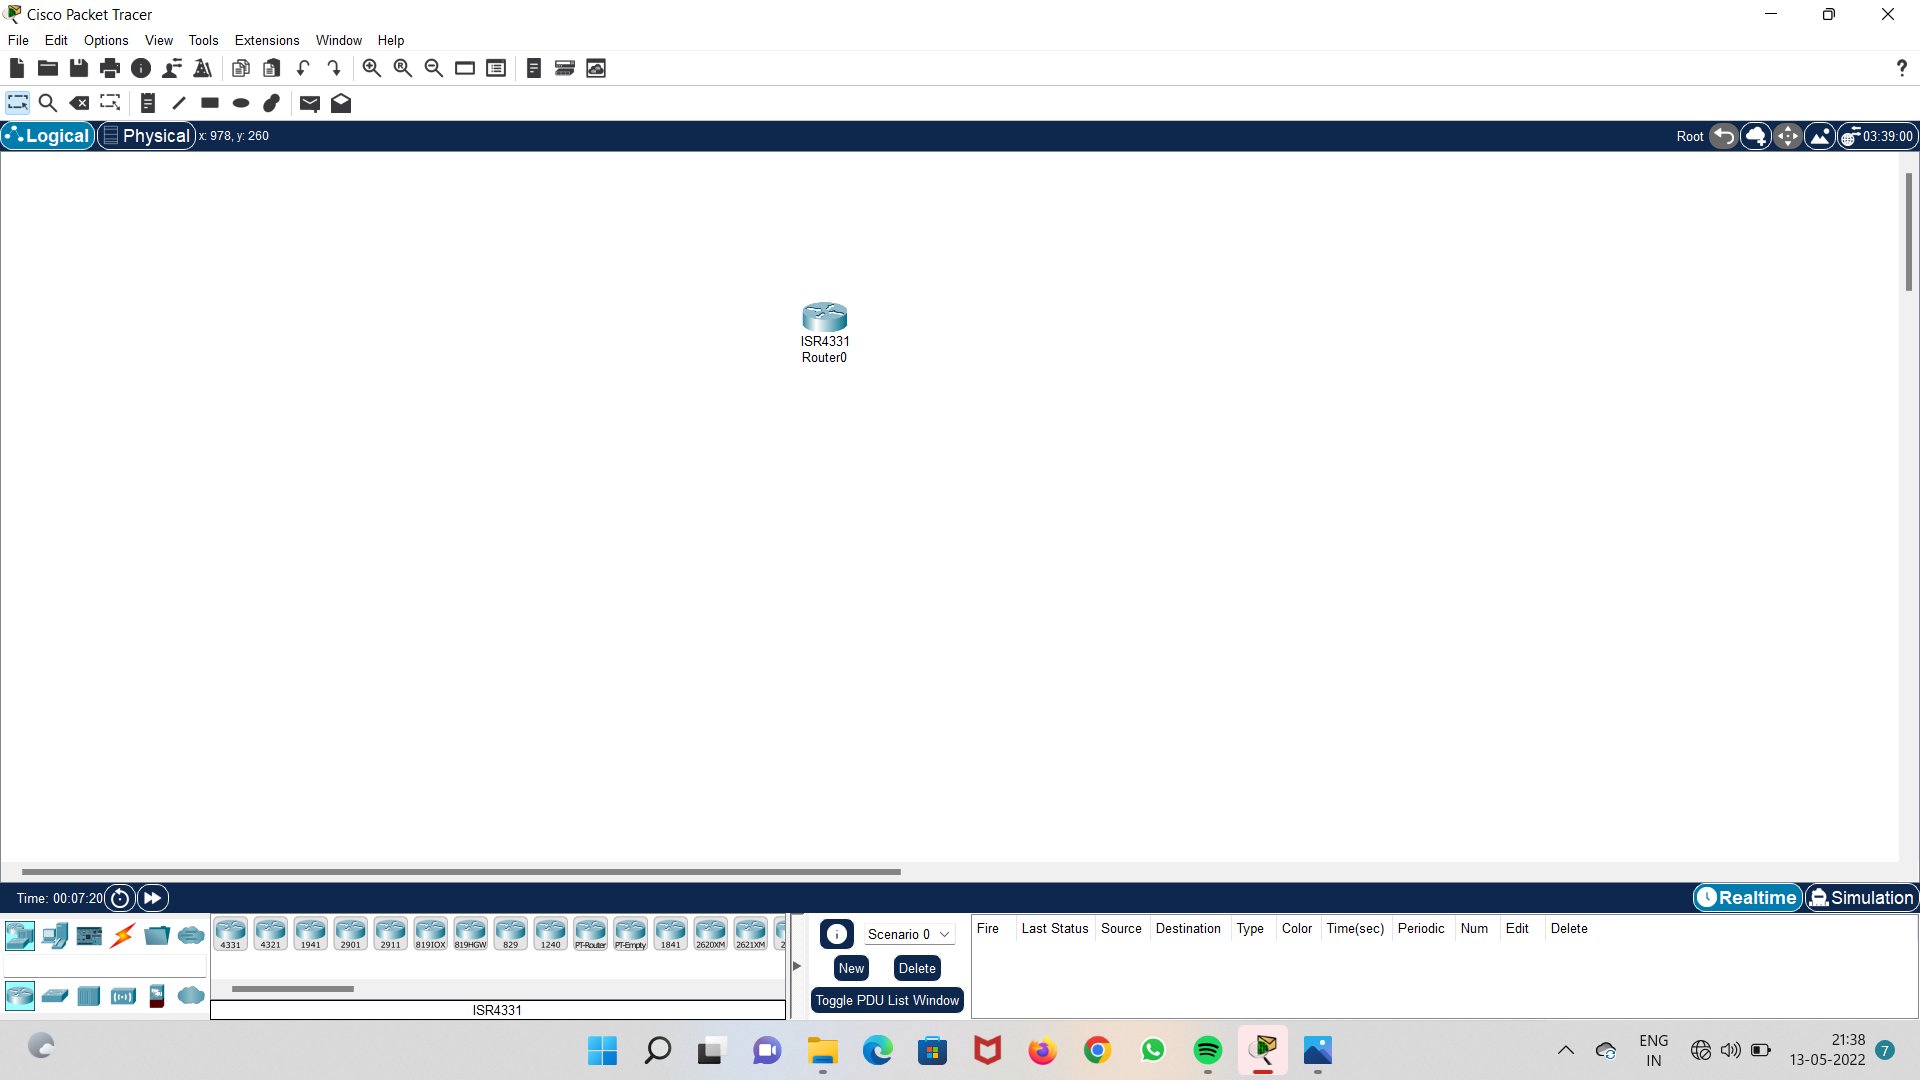 Cisco Packet Tracer
File Edit Options View Tools Extensions Window Help
?
Logical Physical x: 978, y: 260 Root 03:39:00
ISR4331
Router0
Time: 00:07:20 Realtime Simulation
4331 4321 1941 2901 2911 819IOX 819HGW 829 1240 PT-Router PT-Empty 1841 2620XM 2621XM 2
ISR4331
Scenario 0
New Delete
Toggle PDU List Window
Fire Last Status Source Destination Type Color Time(sec) Periodic Num Edit Delete
ENG
IN
21:38
13-05-2022
7